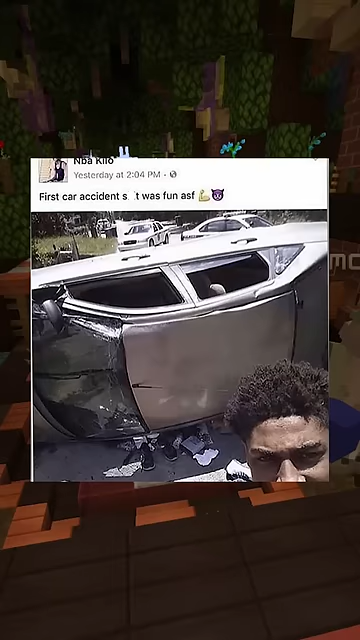 Nba Kilo
Yesterday at 2:04 PM ·
First car accident s t was fun asf 💪😈